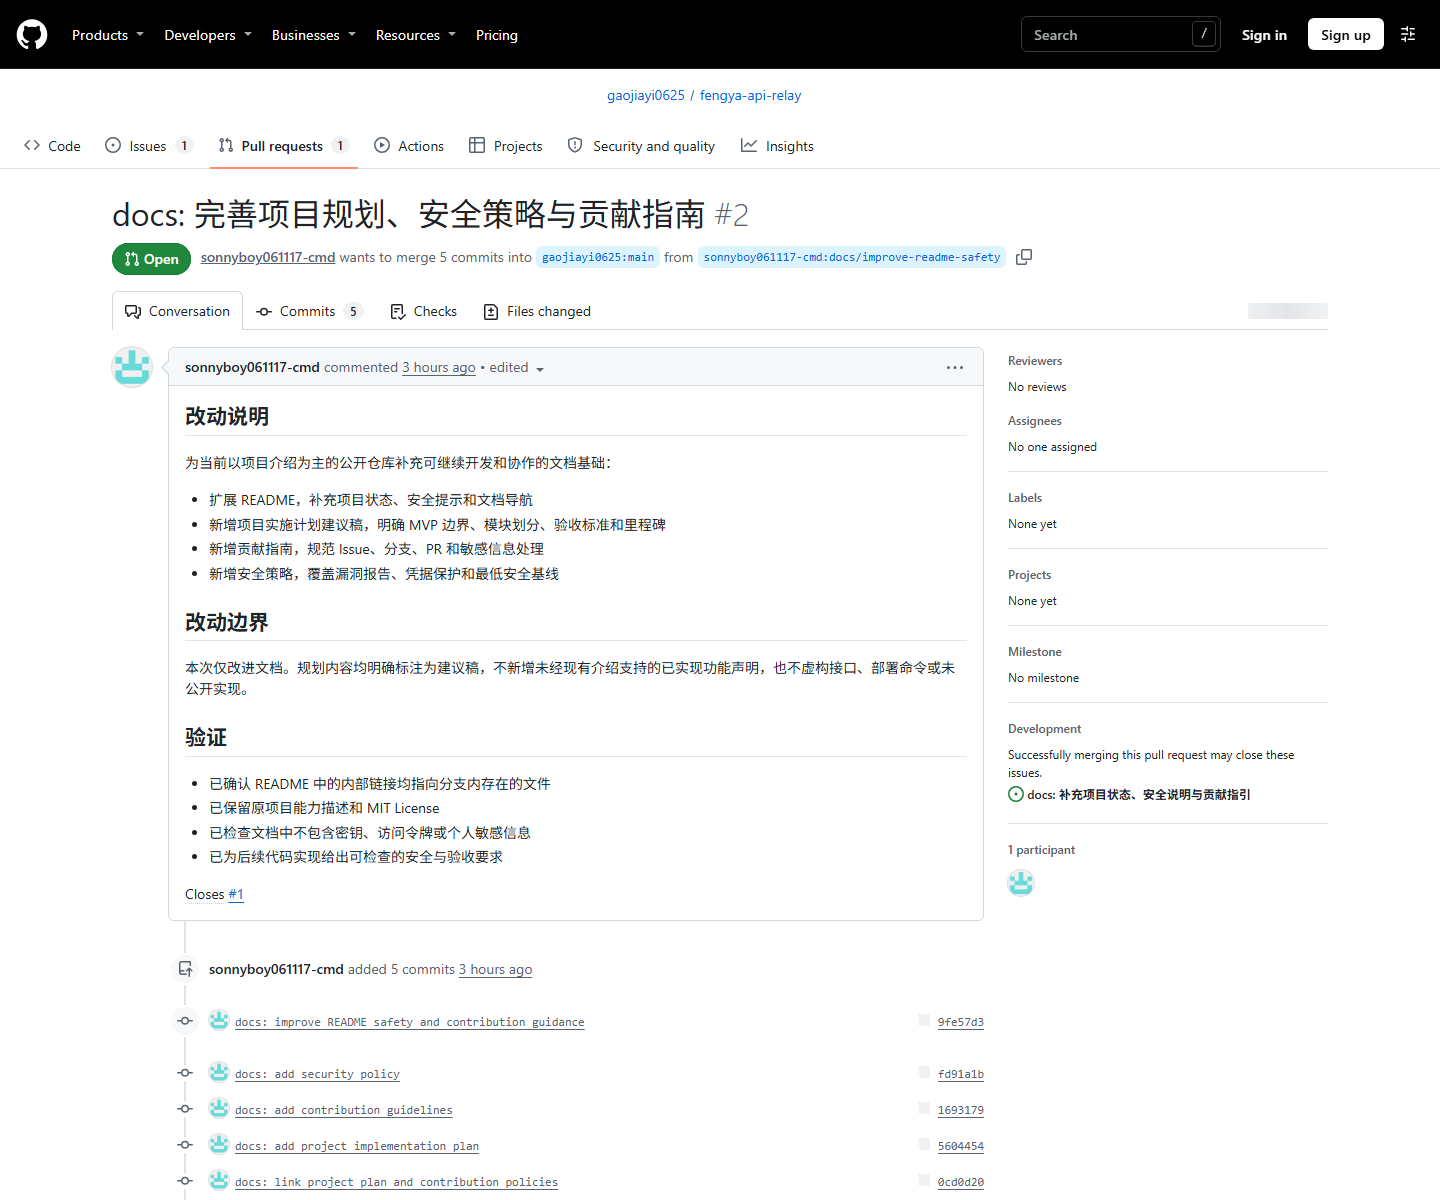 Products Developers Businesses Resources Pricing Search / Sign in Sign up
gaojiayi0625 / fengya-api-relay
Code Issues 1 Pull requests 1 Actions Projects Security and quality Insights
docs: 完善项目规划、安全策略与贡献指南 #2
Open sonnyboy061117-cmd wants to merge 5 commits into gaojiayi0625:main from sonnyboy061117-cmd:docs/improve-readme-safety
Conversation Commits 5 Checks Files changed
sonnyboy061117-cmd commented 3 hours ago • edited
改动说明
为当前以项目介绍为主的公开仓库补充可继续开发和协作的文档基础：
扩展 README，补充项目状态、安全提示和文档导航
新增项目实施计划建议稿，明确 MVP 边界、模块划分、验收标准和里程碑
新增贡献指南，规范 Issue、分支、PR 和敏感信息处理
新增安全策略，覆盖漏洞报告、凭据保护和最低安全基线
改动边界
本次仅改进文档。规划内容均明确标注为建议稿，不新增未经现有介绍支持的已实现功能声明，也不虚构接口、部署命令或未
公开实现。
验证
已确认 README 中的内部链接均指向分支内存在的文件
已保留原项目能力描述和 MIT License
已检查文档中不包含密钥、访问令牌或个人敏感信息
已为后续代码实现给出可检查的安全与验收要求
Closes #1
sonnyboy061117-cmd added 5 commits 3 hours ago
docs: improve README safety and contribution guidance 9fe57d3
docs: add security policy fd91a1b
docs: add contribution guidelines 1693179
docs: add project implementation plan 5604454
docs: link project plan and contribution policies 0cd0d20
Reviewers
No reviews
Assignees
No one assigned
Labels
None yet
Projects
None yet
Milestone
No milestone
Development
Successfully merging this pull request may close these
issues.
docs: 补充项目状态、安全说明与贡献指引
1 participant